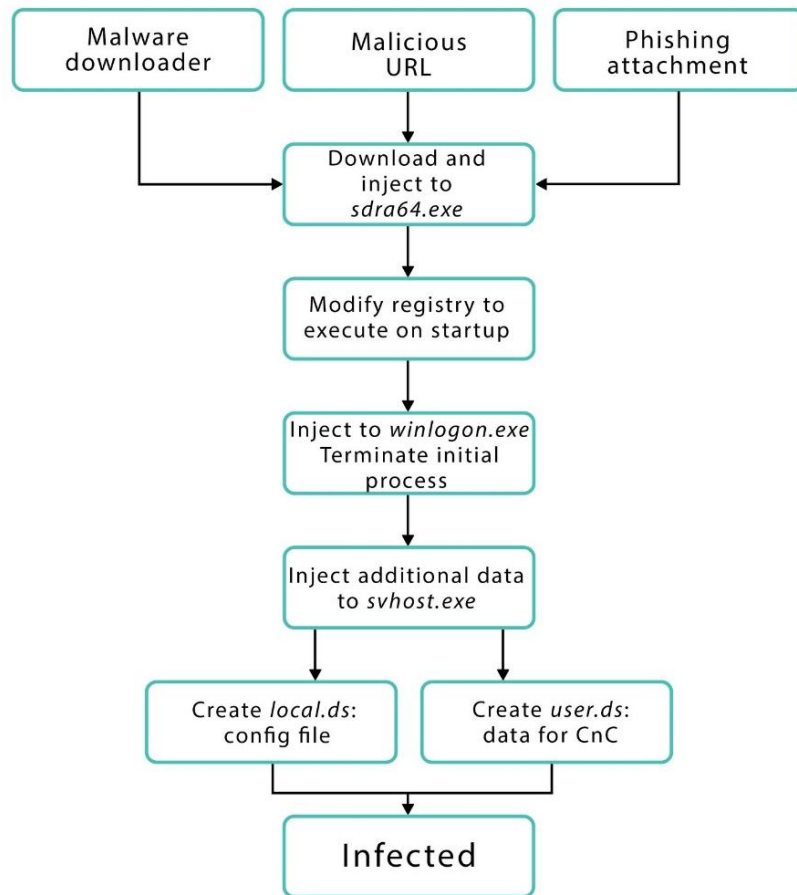 Malware
downloader
Malicious
URL
Phishing
attachment
Download and
inject to
sdra64.exe
Modify registry to
execute on startup
Inject to winlogon.exe
Terminate initial
process
Inject additional data
to svhost.exe
Create local.ds:
config file
Create user.ds:
data for CnC
Infected